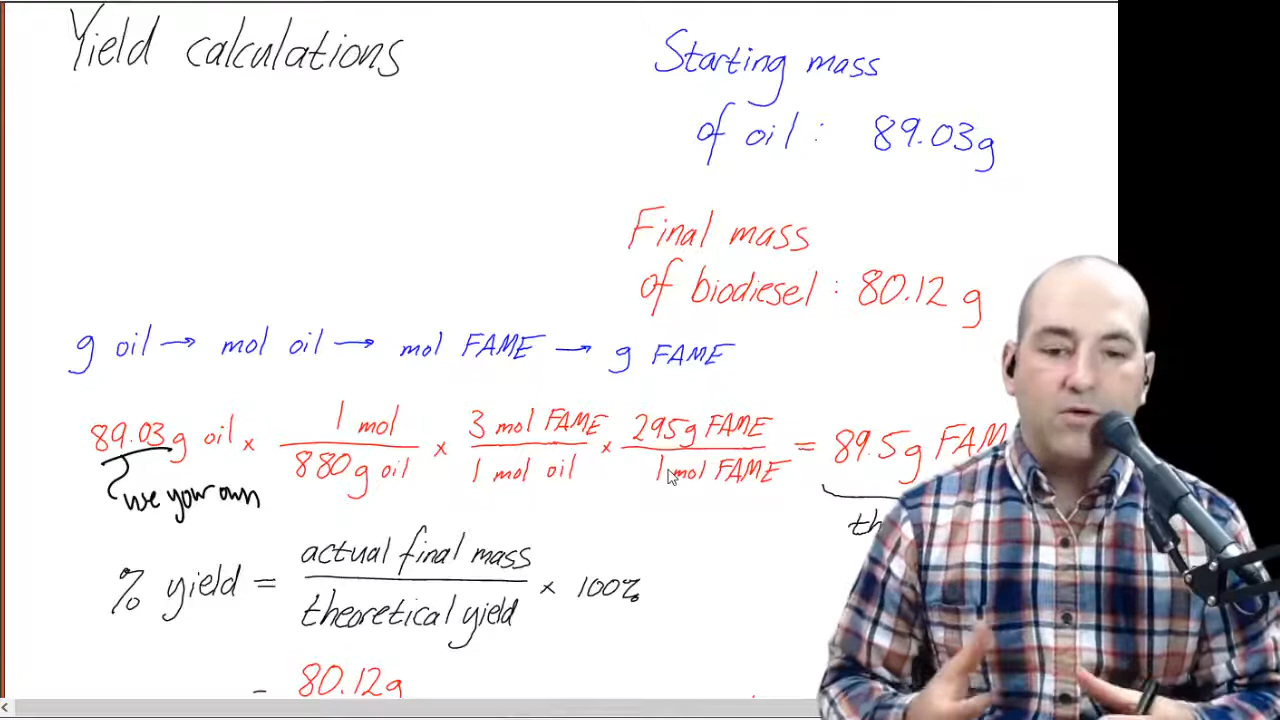 Yield calculations
Starting mass
of oil : 89.03g
Final mass
of biodiesel : 80.12 g
g oil → mol oil → mol FAME → g FAME
89.03g oil × 1 mol / 880g oil × 3 mol FAME / 1 mol oil × 295g FAME / 1 mol FAME = 89.5g FAM
use your own
th
% yield = actual final mass / theoretical yield × 100%
= 80.12g